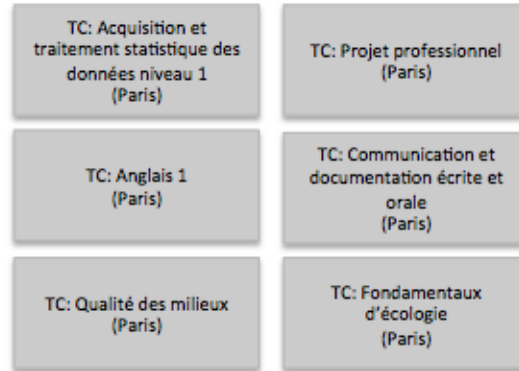 TC: Acquisition et
traitement statistique des
données niveau 1
(Paris)
TC: Projet professionnel
(Paris)
TC: Anglais 1
(Paris)
TC: Communication et
documentation écrite et
orale
(Paris)
TC: Qualité des milieux
(Paris)
TC: Fondamentaux
d'écologie
(Paris)